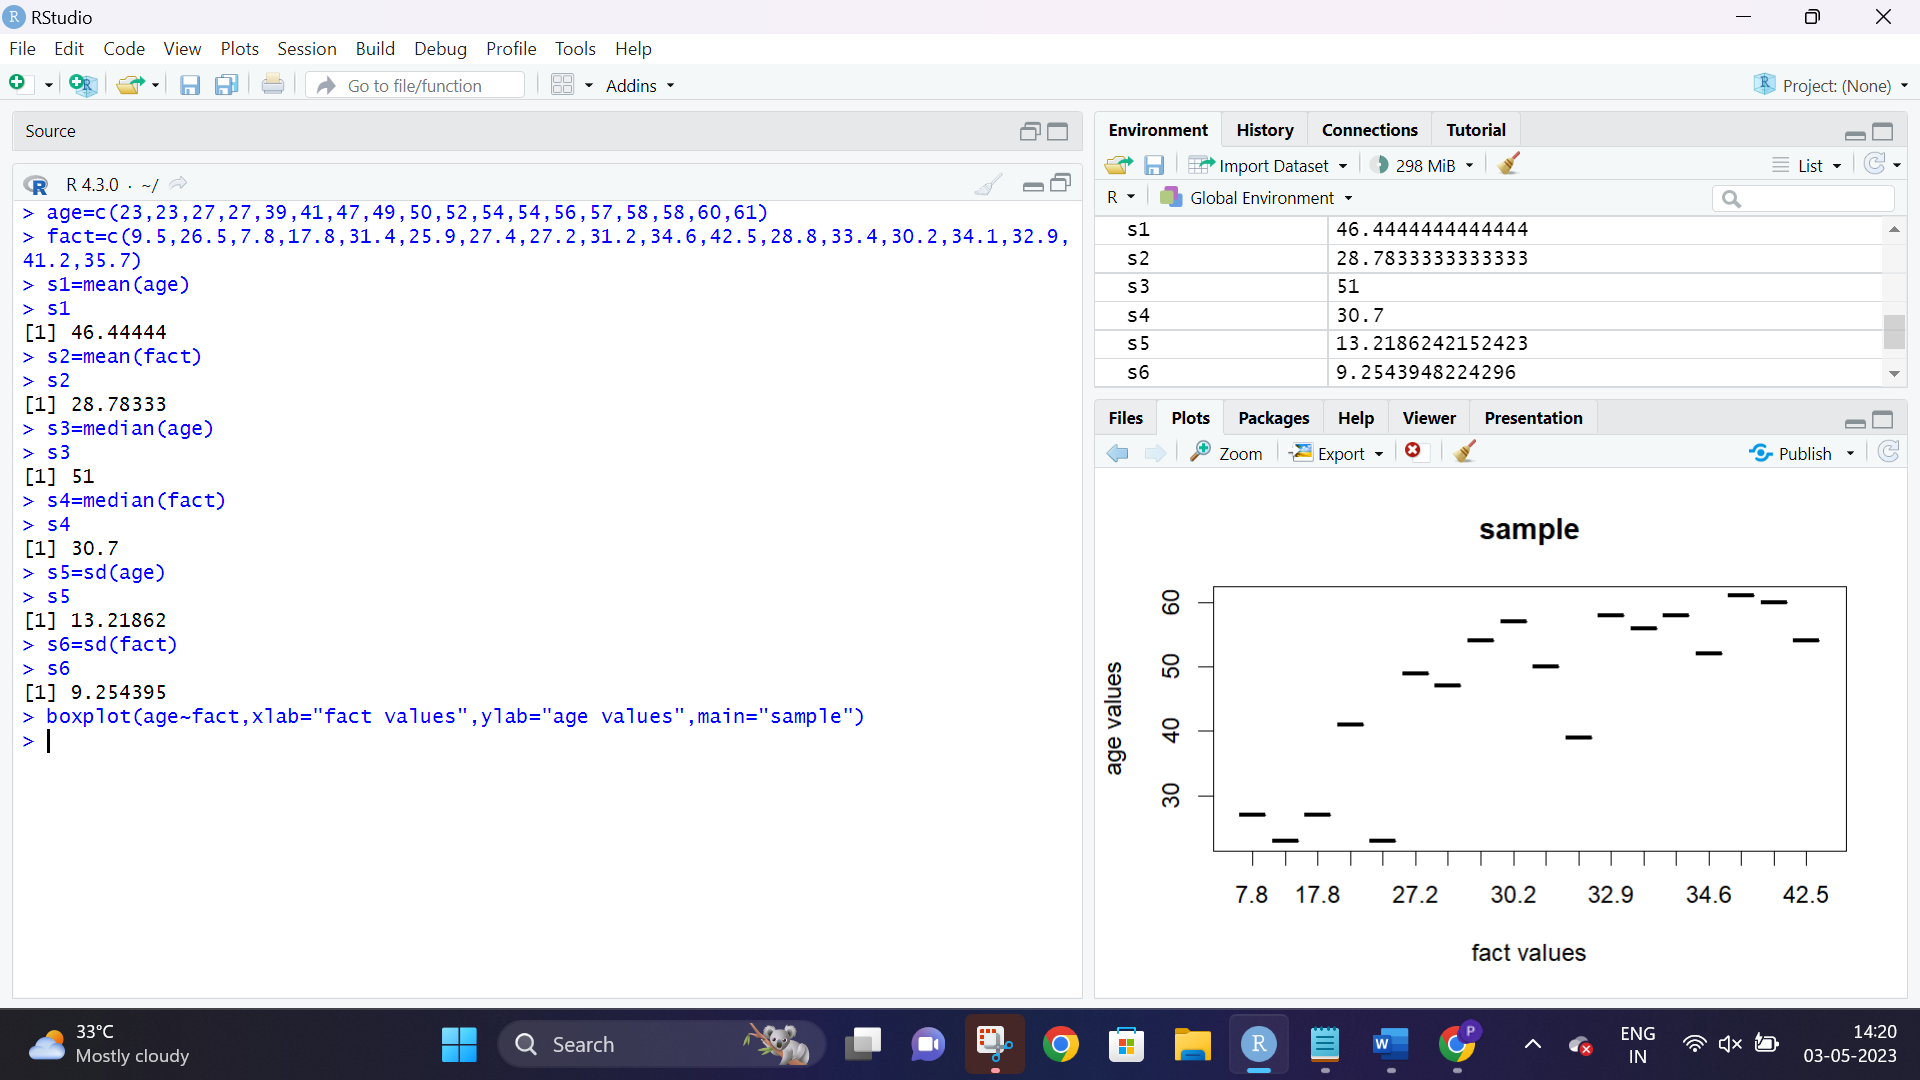 RStudio
File Edit Code View Plots Session Build Debug Profile Tools Help
Go to file/function
Addins
Project: (None)
Source
R 4.3.0 · ~/
> age=c(23,23,27,27,39,41,47,49,50,52,54,54,56,57,58,58,60,61)
> fact=c(9.5,26.5,7.8,17.8,31.4,25.9,27.4,27.2,31.2,34.6,42.5,28.8,33.4,30.2,34.1,32.9,
41.2,35.7)
> s1=mean(age)
> s1
[1] 46.44444
> s2=mean(fact)
> s2
[1] 28.78333
> s3=median(age)
> s3
[1] 51
> s4=median(fact)
> s4
[1] 30.7
> s5=sd(age)
> s5
[1] 13.21862
> s6=sd(fact)
> s6
[1] 9.254395
> boxplot(age~fact,xlab="fact values",ylab="age values",main="sample")
>
Environment History Connections Tutorial
Import Dataset 298 MiB List
R Global Environment
s1 46.4444444444444
s2 28.7833333333333
s3 51
s4 30.7
s5 13.2186242152423
s6 9.2543948224296
Files Plots Packages Help Viewer Presentation
Zoom Export Publish
sample
age values
60
50
40
30
7.8 17.8 27.2 30.2 32.9 34.6 42.5
fact values
33°C
Mostly cloudy
Search
R
W
P
ENG
IN
14:20
03-05-2023